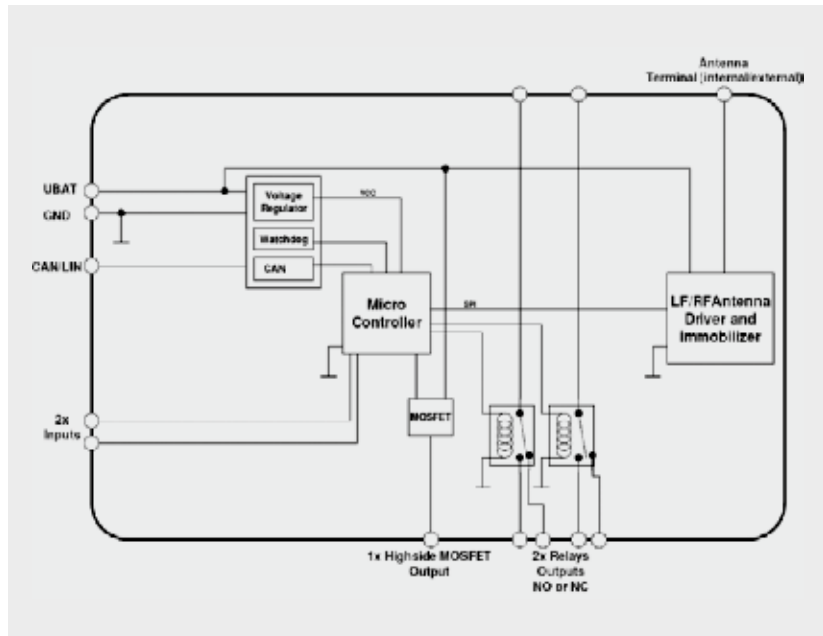 Antenna
Terminal (internal/external)
UBAT
GND
CAN/LIN
Voltage
Regulator
VCC
Watchdog
CAN
Micro
Controller
SPI
LF/RFAntenna
Driver and
Immobilizer
2x
Inputs
MOSFET
1x Highside MOSFET
Output
2x Relays
Outputs
NO or NC